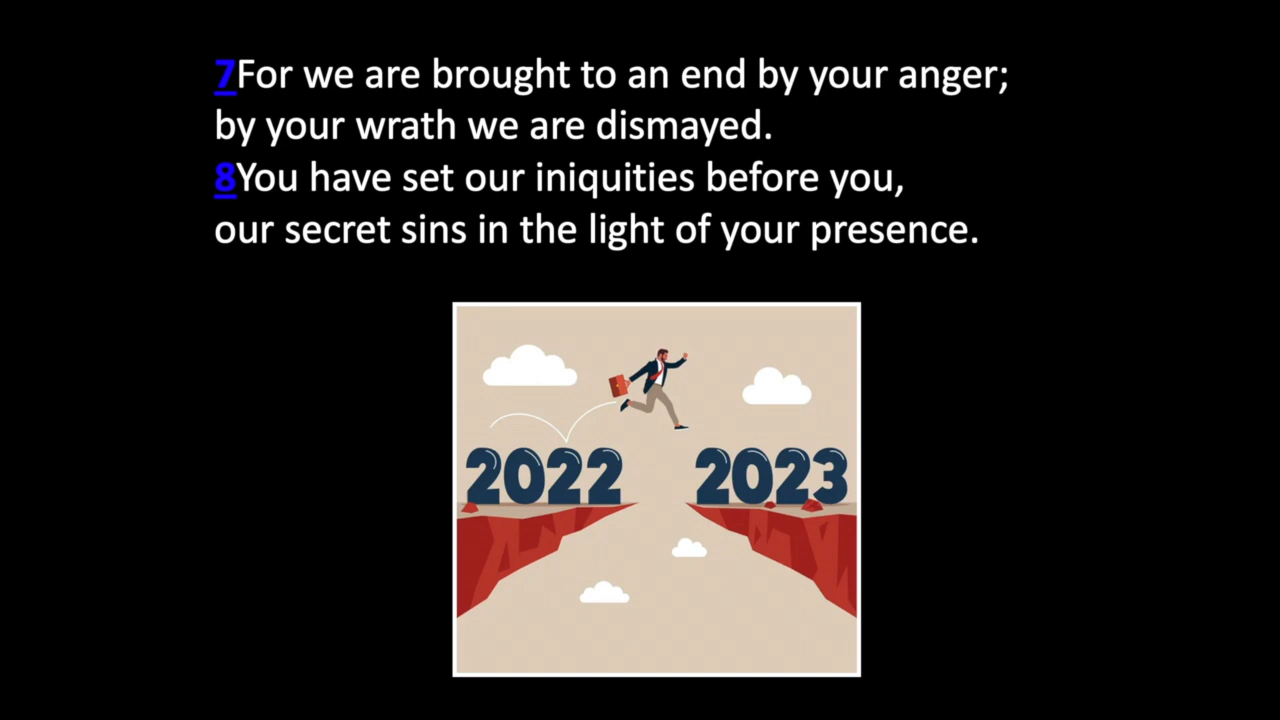 7For we are brought to an end by your anger;
by your wrath we are dismayed.
8You have set our iniquities before you,
our secret sins in the light of your presence.
2022 2023